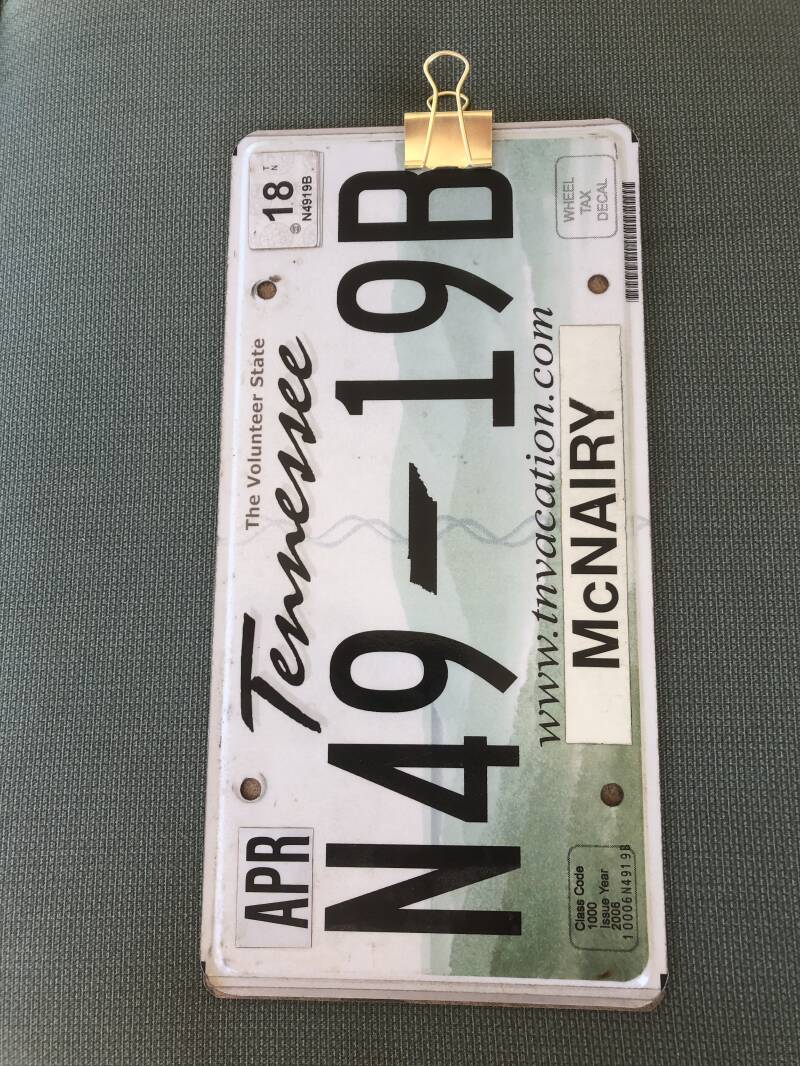 The Volunteer State
APR
Tennessee
18
TN
N4919B
N49-19B
www.tnvacation.com
Class Code
1000
Issue Year
2006
10006N4919B
McNAIRY
WHEEL
TAX
DECAL